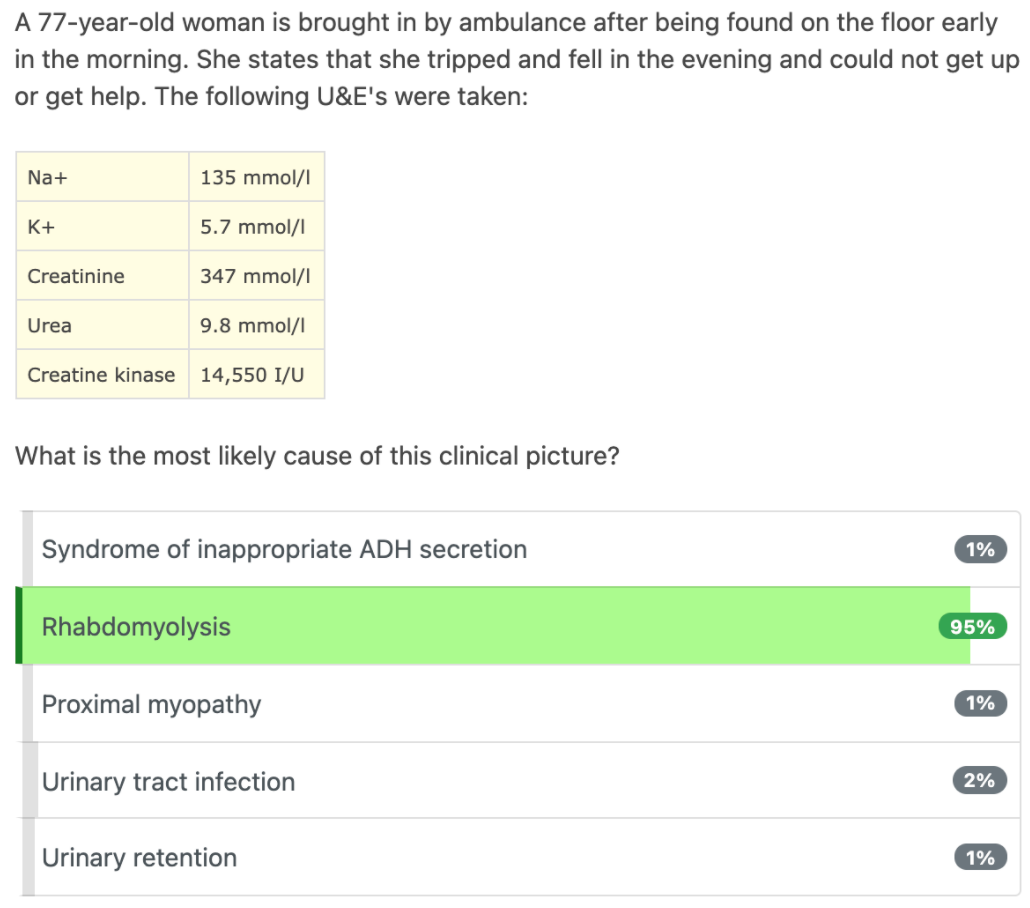 A 77-year-old woman is brought in by ambulance after being found on the floor early
in the morning. She states that she tripped and fell in the evening and could not get up
or get help. The following U&E's were taken:
Na+ 135 mmol/l
K+ 5.7 mmol/l
Creatinine 347 mmol/l
Urea 9.8 mmol/l
Creatine kinase 14,550 I/U
What is the most likely cause of this clinical picture?
Syndrome of inappropriate ADH secretion 1%
Rhabdomyolysis 95%
Proximal myopathy 1%
Urinary tract infection 2%
Urinary retention 1%